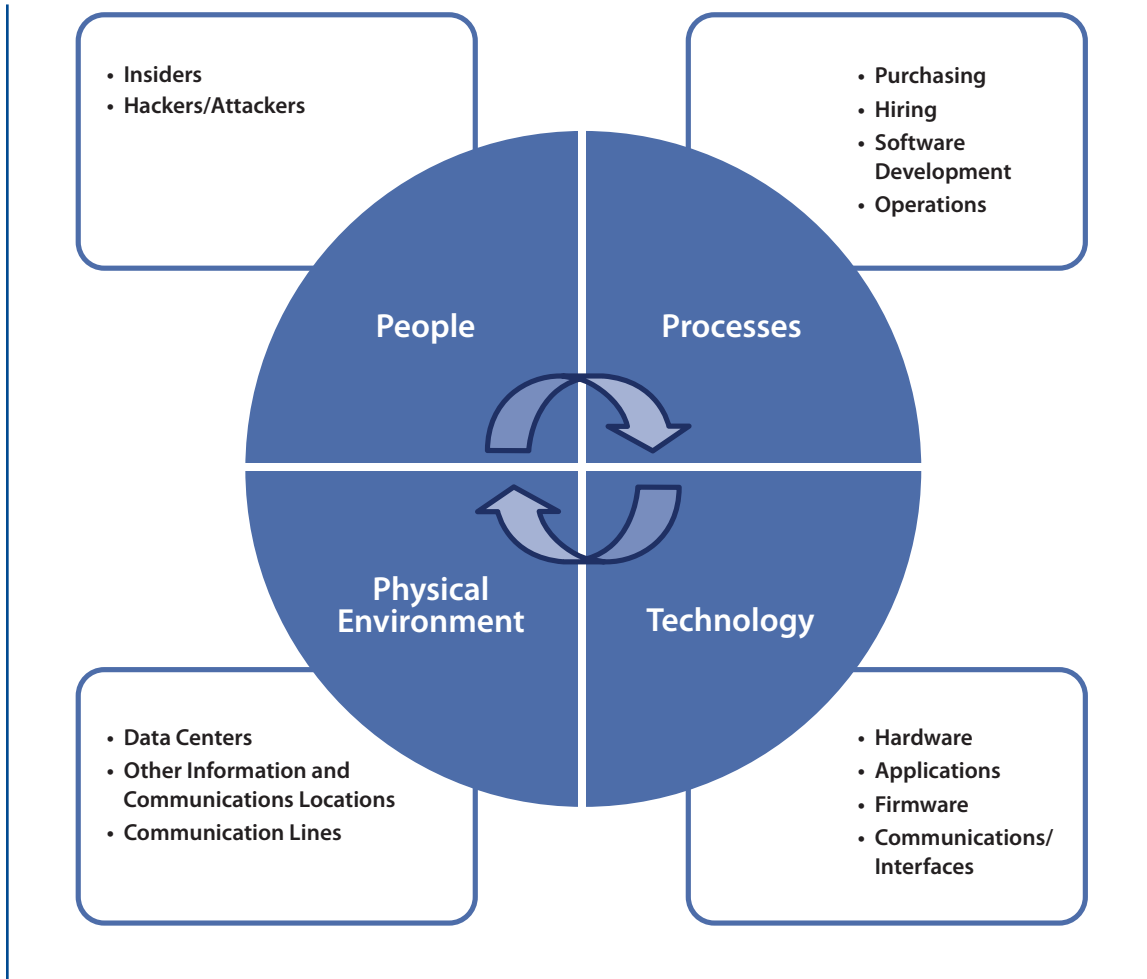 • Insiders
• Hackers/Attackers
• Purchasing
• Hiring
• Software
Development
• Operations
People
Processes
Physical
Environment
Technology
• Data Centers
• Other Information and
Communications Locations
• Communication Lines
• Hardware
• Applications
• Firmware
• Communications/
Interfaces